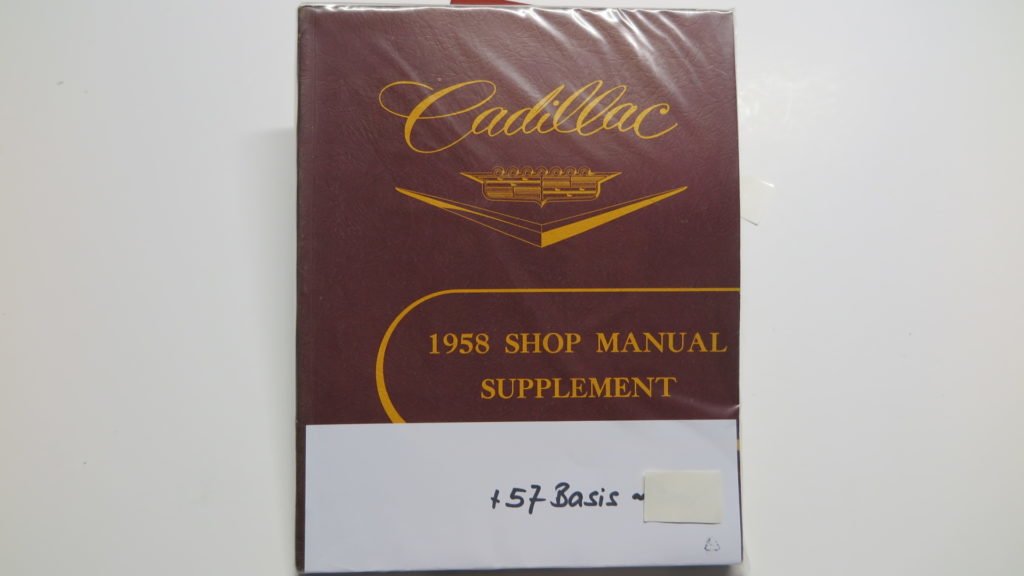 Cadillac
1958 SHOP MANUAL
SUPPLEMENT
+57 Basis ~